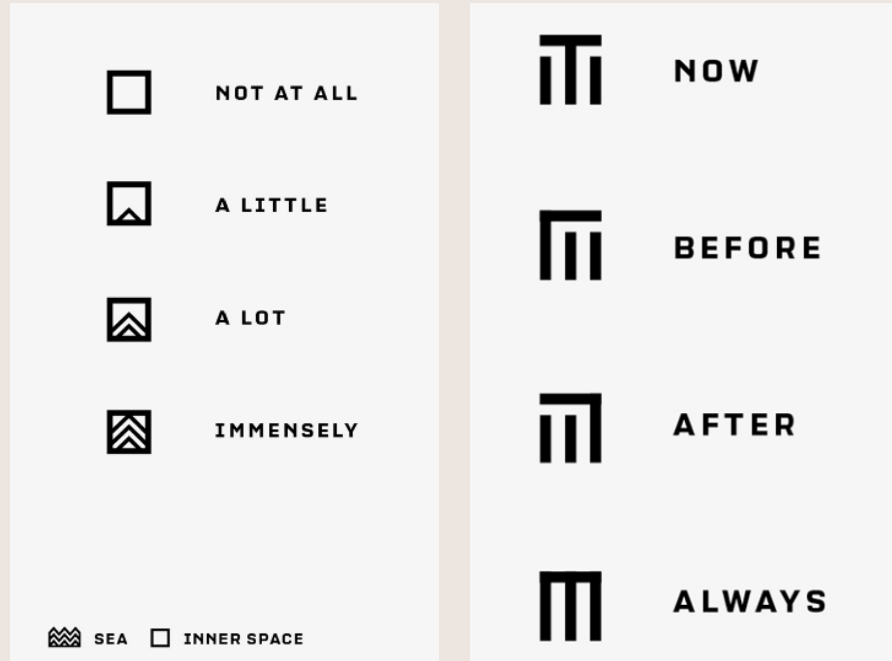 NOT AT ALL
A LITTLE
A LOT
IMMENSELY
SEA
INNER SPACE
NOW
BEFORE
AFTER
ALWAYS